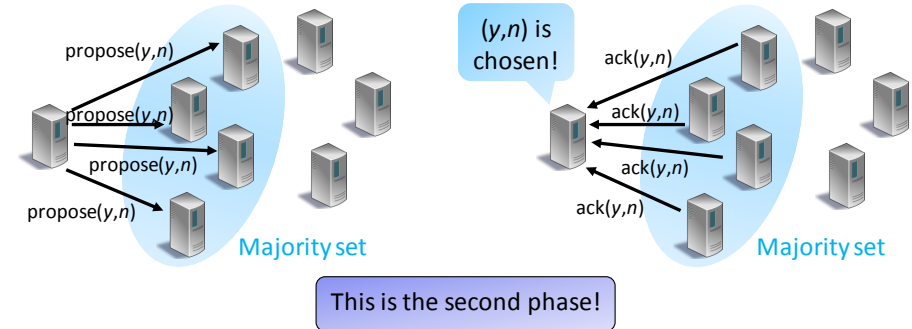 propose(y,n)
propose(y,n)
propose(y,n)
propose(y,n)
Majority set
(y,n) is
chosen!
ack(y,n)
ack(y,n)
ack(y,n)
ack(y,n)
Majority set
This is the second phase!